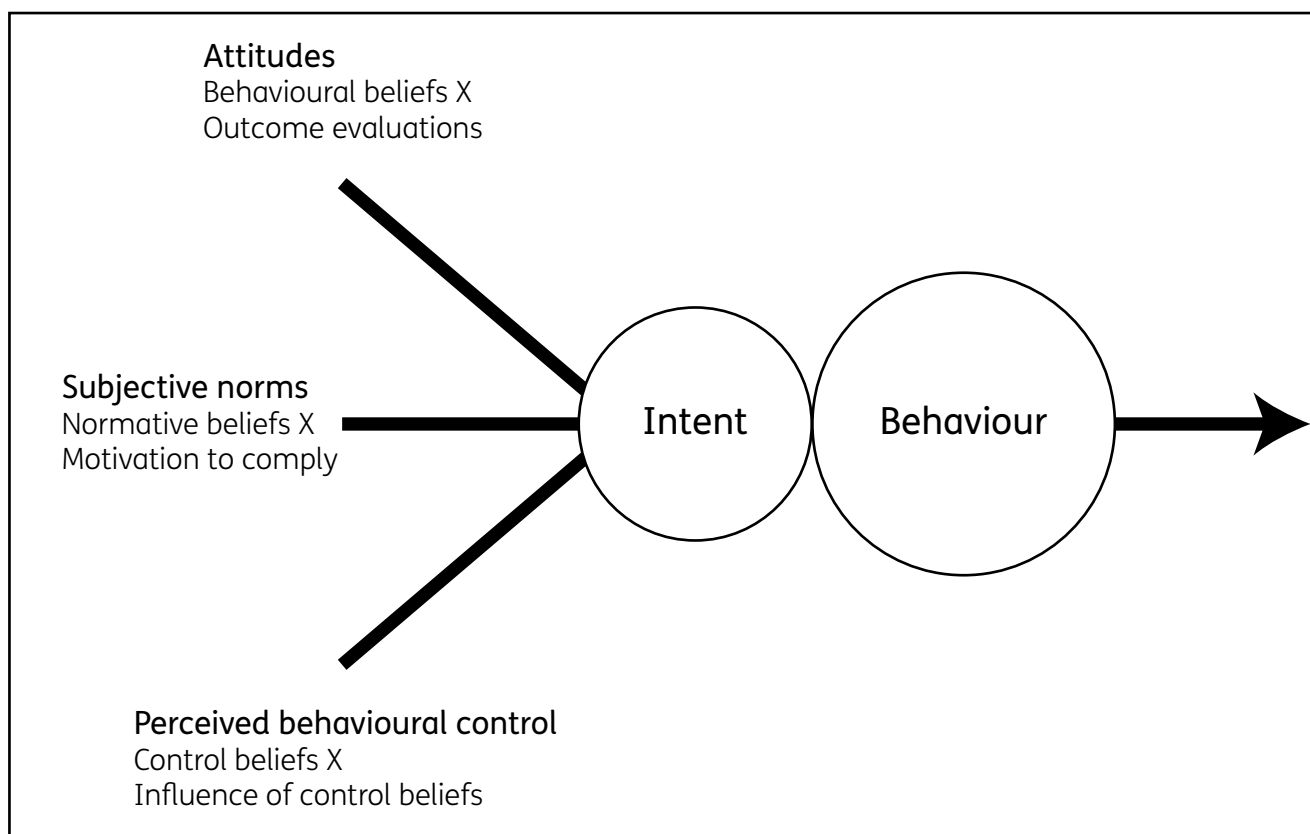 Attitudes
Behavioural beliefs X
Outcome evaluations
Subjective norms
Normative beliefs X
Motivation to comply
Intent
Behaviour
Perceived behavioural control
Control beliefs X
Influence of control beliefs